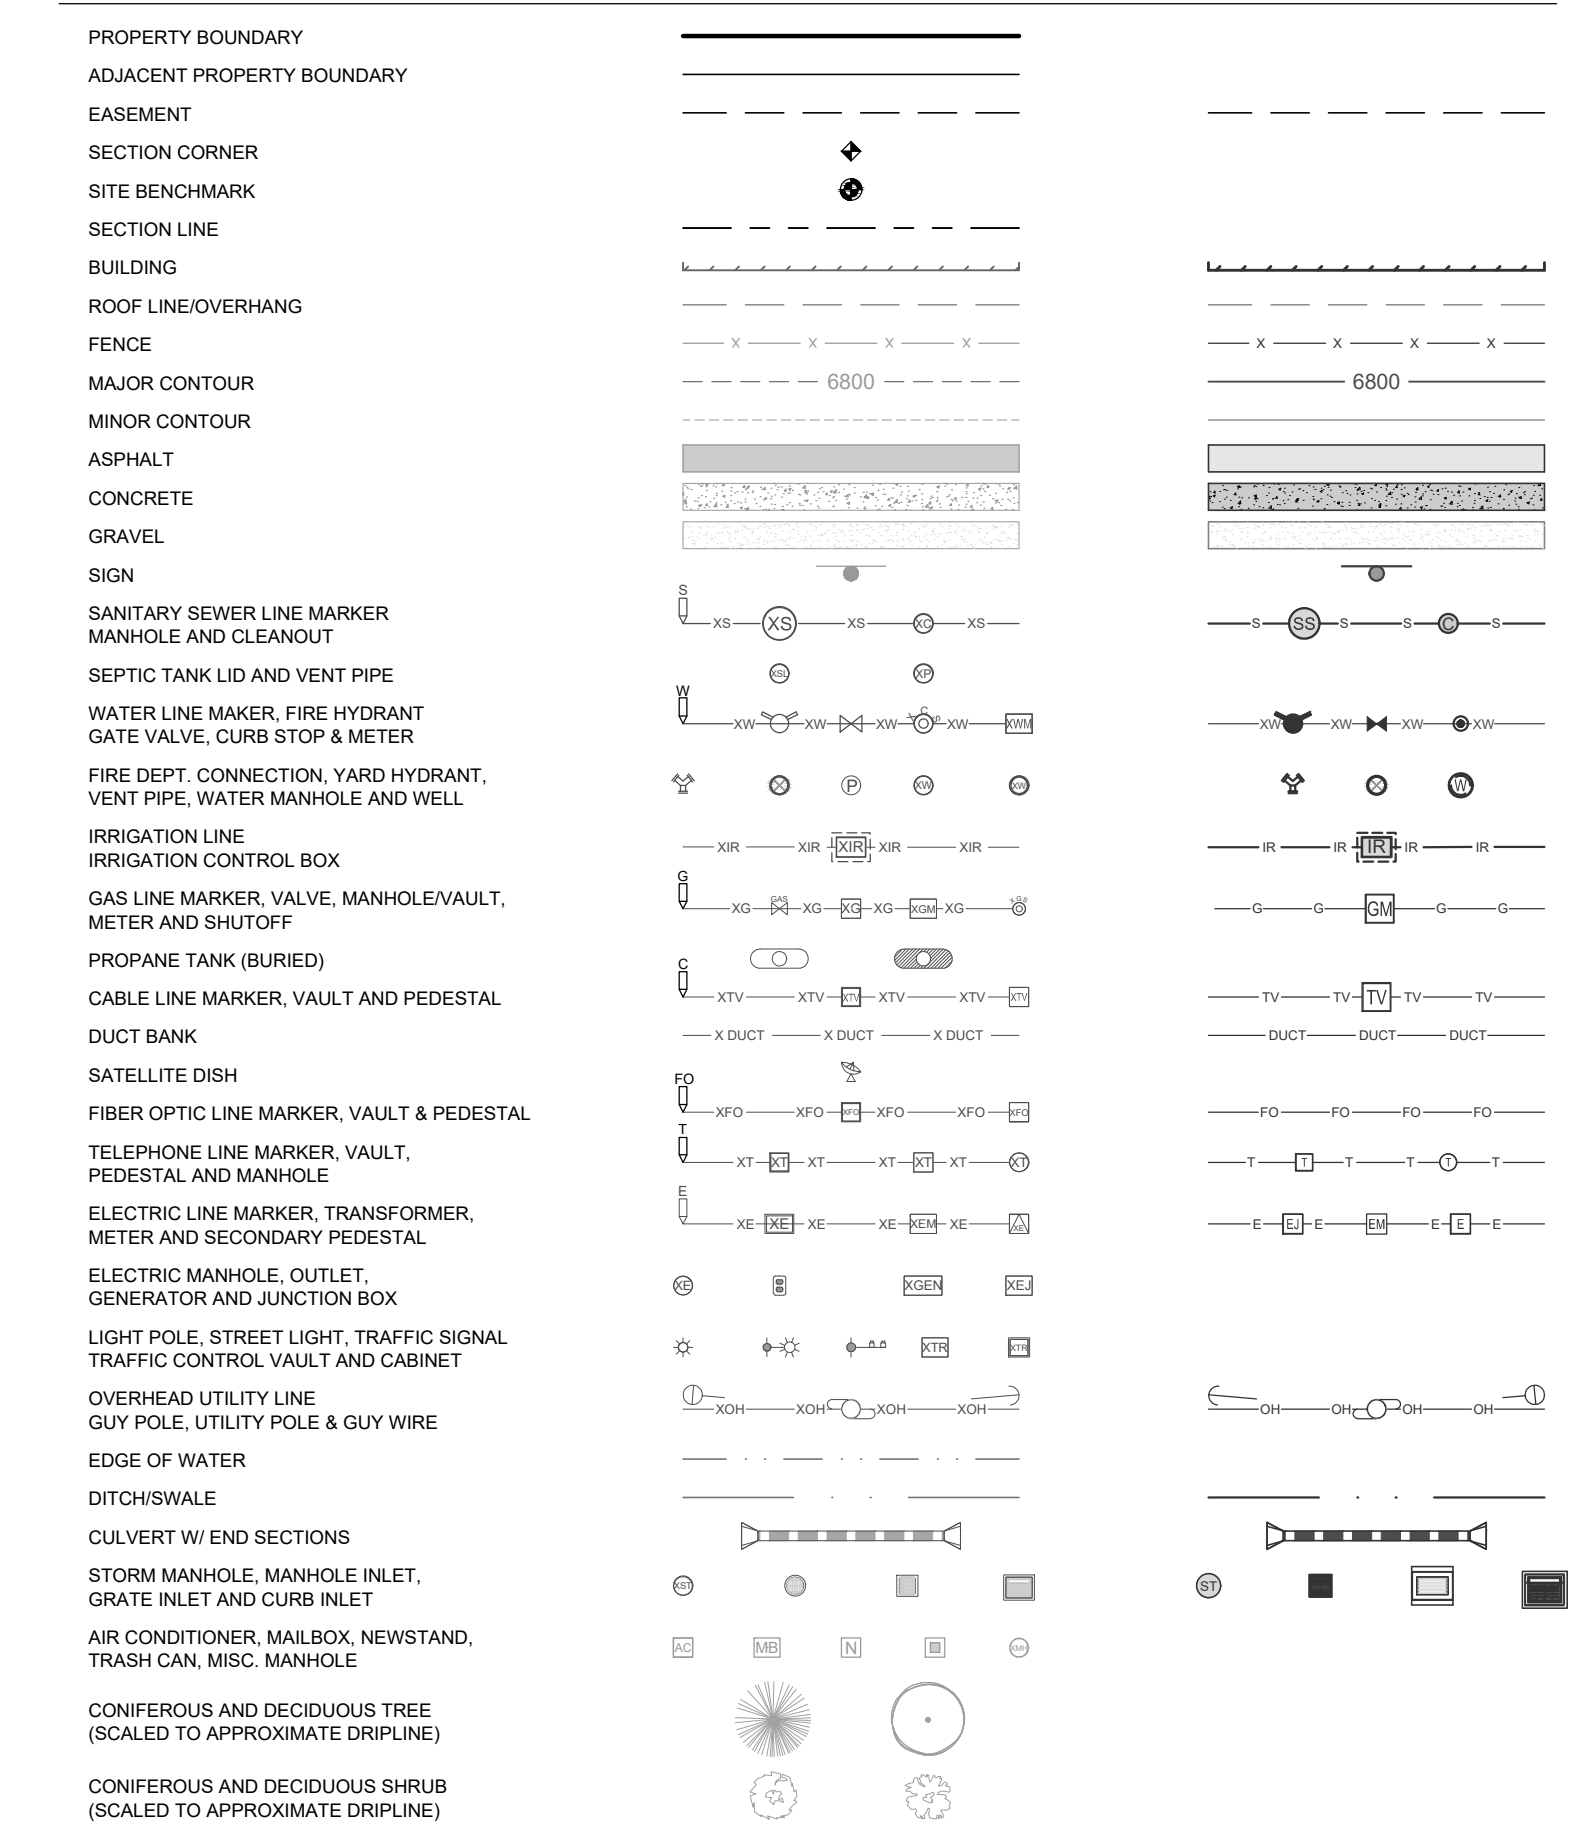 PROPERTY BOUNDARY
ADJACENT PROPERTY BOUNDARY
EASEMENT
SECTION CORNER
SITE BENCHMARK
SECTION LINE
BUILDING
ROOF LINE/OVERHANG
FENCE X X X X X X X X
MAJOR CONTOUR 6800 6800
MINOR CONTOUR
ASPHALT
CONCRETE
GRAVEL
SIGN
S
SANITARY SEWER LINE MARKER
MANHOLE AND CLEANOUT
XS XS XS XC XS S SS S S C S
SEPTIC TANK LID AND VENT PIPE XSL XP
W
WATER LINE MAKER, FIRE HYDRANT
GATE VALVE, CURB STOP & METER
XW XW XW C S P XW XWM XW XW XW XW
FIRE DEPT. CONNECTION, YARD HYDRANT,
VENT PIPE, WATER MANHOLE AND WELL
P XW XW W
IRRIGATION LINE
IRRIGATION CONTROL BOX
XIR XIR XIR XIR XIR IR IR IR IR IR
G
GAS LINE MARKER, VALVE, MANHOLE/VAULT,
METER AND SHUTOFF
XG GAS XG XG XG XGM XG G G GM G G
PROPANE TANK (BURIED)
C
CABLE LINE MARKER, VAULT AND PEDESTAL XTV XTV XTV XTV XTV XTV TV TV TV TV TV
DUCT BANK X DUCT X DUCT X DUCT DUCT DUCT DUCT
SATELLITE DISH
FO
FIBER OPTIC LINE MARKER, VAULT & PEDESTAL XFO XFO XFO XFO XFO XFO FO FO FO FO
T
TELEPHONE LINE MARKER, VAULT,
PEDESTAL AND MANHOLE
XT XT XT XT XT XT XT T T T T T T
E
ELECTRIC LINE MARKER, TRANSFORMER,
METER AND SECONDARY PEDESTAL
XE XE XE XE XEM XE XE E EJ E EM E E E
ELECTRIC MANHOLE, OUTLET,
GENERATOR AND JUNCTION BOX
XE XGEN XEJ
LIGHT POLE, STREET LIGHT, TRAFFIC SIGNAL
TRAFFIC CONTROL VAULT AND CABINET
XTR XTR
OVERHEAD UTILITY LINE
GUY POLE, UTILITY POLE & GUY WIRE
XOH XOH XOH XOH OH OH OH OH
EDGE OF WATER
DITCH/SWALE
CULVERT W/ END SECTIONS
STORM MANHOLE, MANHOLE INLET,
GRATE INLET AND CURB INLET
XST ST
AIR CONDITIONER, MAILBOX, NEWSTAND,
TRASH CAN, MISC. MANHOLE
AC MB N XMH
CONIFEROUS AND DECIDUOUS TREE
(SCALED TO APPROXIMATE DRIPLINE)
CONIFEROUS AND DECIDUOUS SHRUB
(SCALED TO APPROXIMATE DRIPLINE)